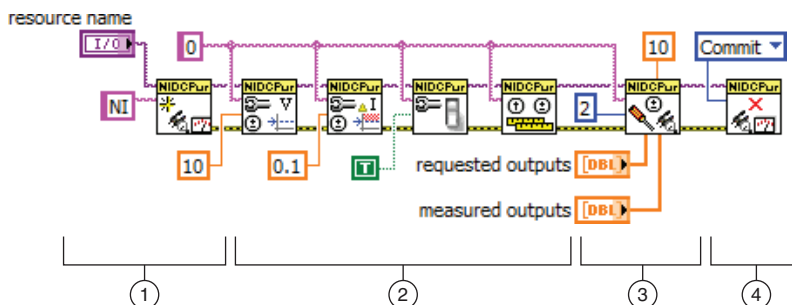 resource name
I/O
0
10
Commit
NIDCPwr NIDCPwr NIDCPwr NIDCPwr NIDCPwr NIDCPwr NIDCPwr
V
I
NI
2
10
0.1
T
requested outputs
[DBL]
measured outputs
[DBL]
1
2
3
4